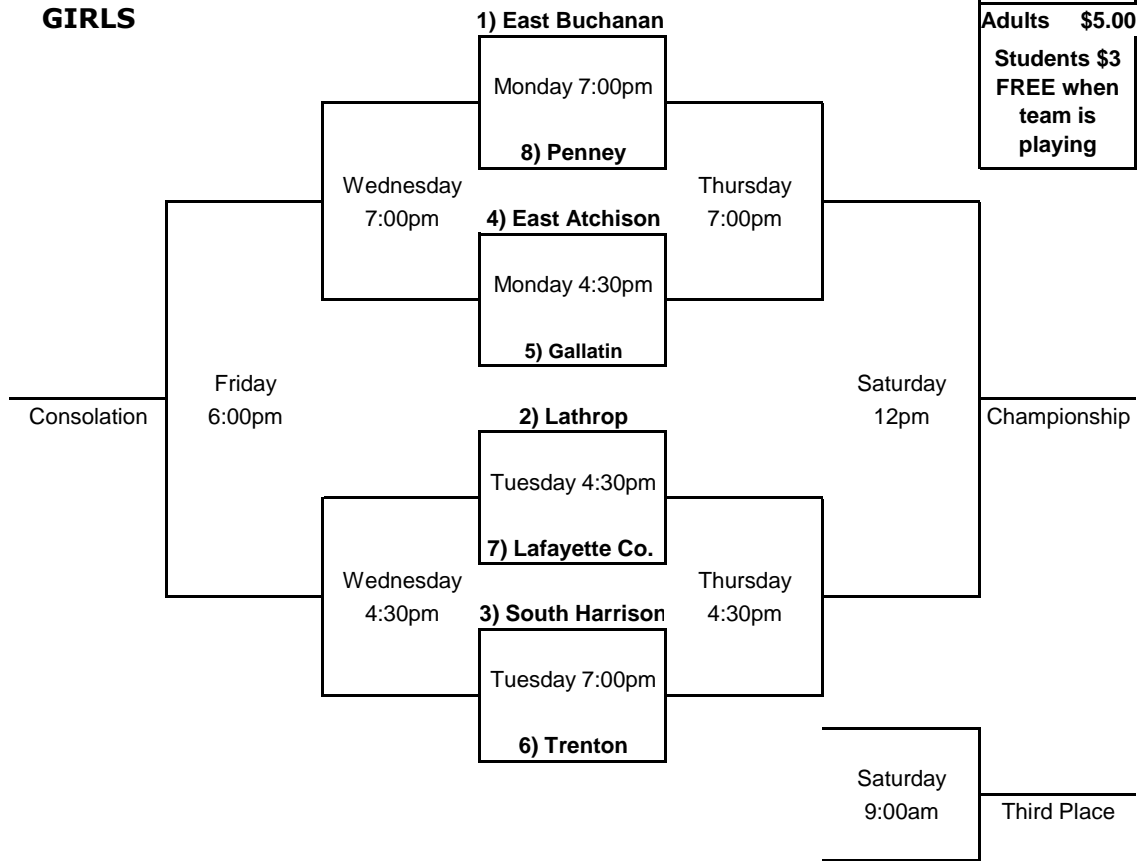 GIRLS
1) East Buchanan
Adults $5.00
Students $3
FREE when
team is
playing
Monday 7:00pm
8) Penney
Wednesday
7:00pm
Thursday
7:00pm
4) East Atchison
Monday 4:30pm
5) Gallatin
Friday
6:00pm
Consolation
Saturday
12pm
Championship
2) Lathrop
Tuesday 4:30pm
7) Lafayette Co.
Wednesday
4:30pm
Thursday
4:30pm
3) South Harrison
Tuesday 7:00pm
6) Trenton
Saturday
9:00am
Third Place